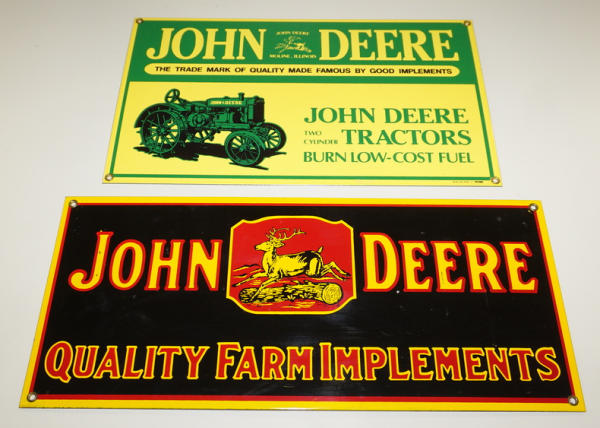 JOHN DEERE
JOHN DEERE
MOLINE, ILLINOIS
THE TRADE MARK OF QUALITY MADE FAMOUS BY GOOD IMPLEMENTS
JOHN DEERE
JOHN DEERE
TWO CYLINDER TRACTORS
BURN LOW-COST FUEL
JOHN DEERE
QUALITY FARM IMPLEMENTS